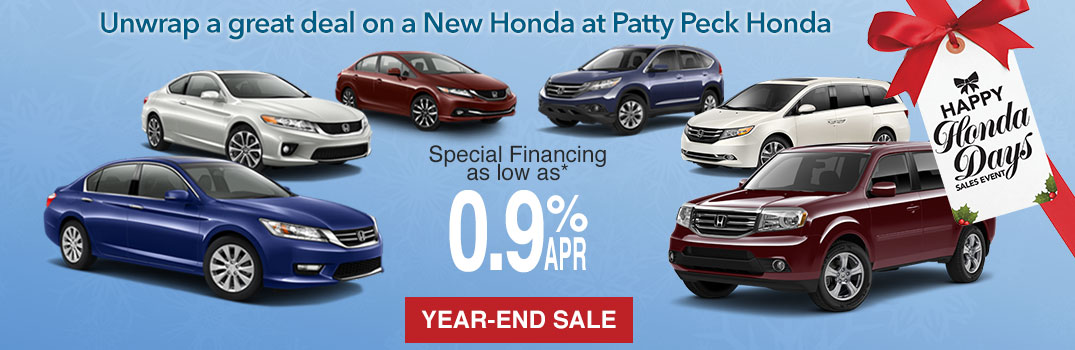 Unwrap a great deal on a New Honda at Patty Peck Honda
Special Financing
as low as*
0.9% APR
YEAR-END SALE
HAPPY
Honda
Days
SALES EVENT